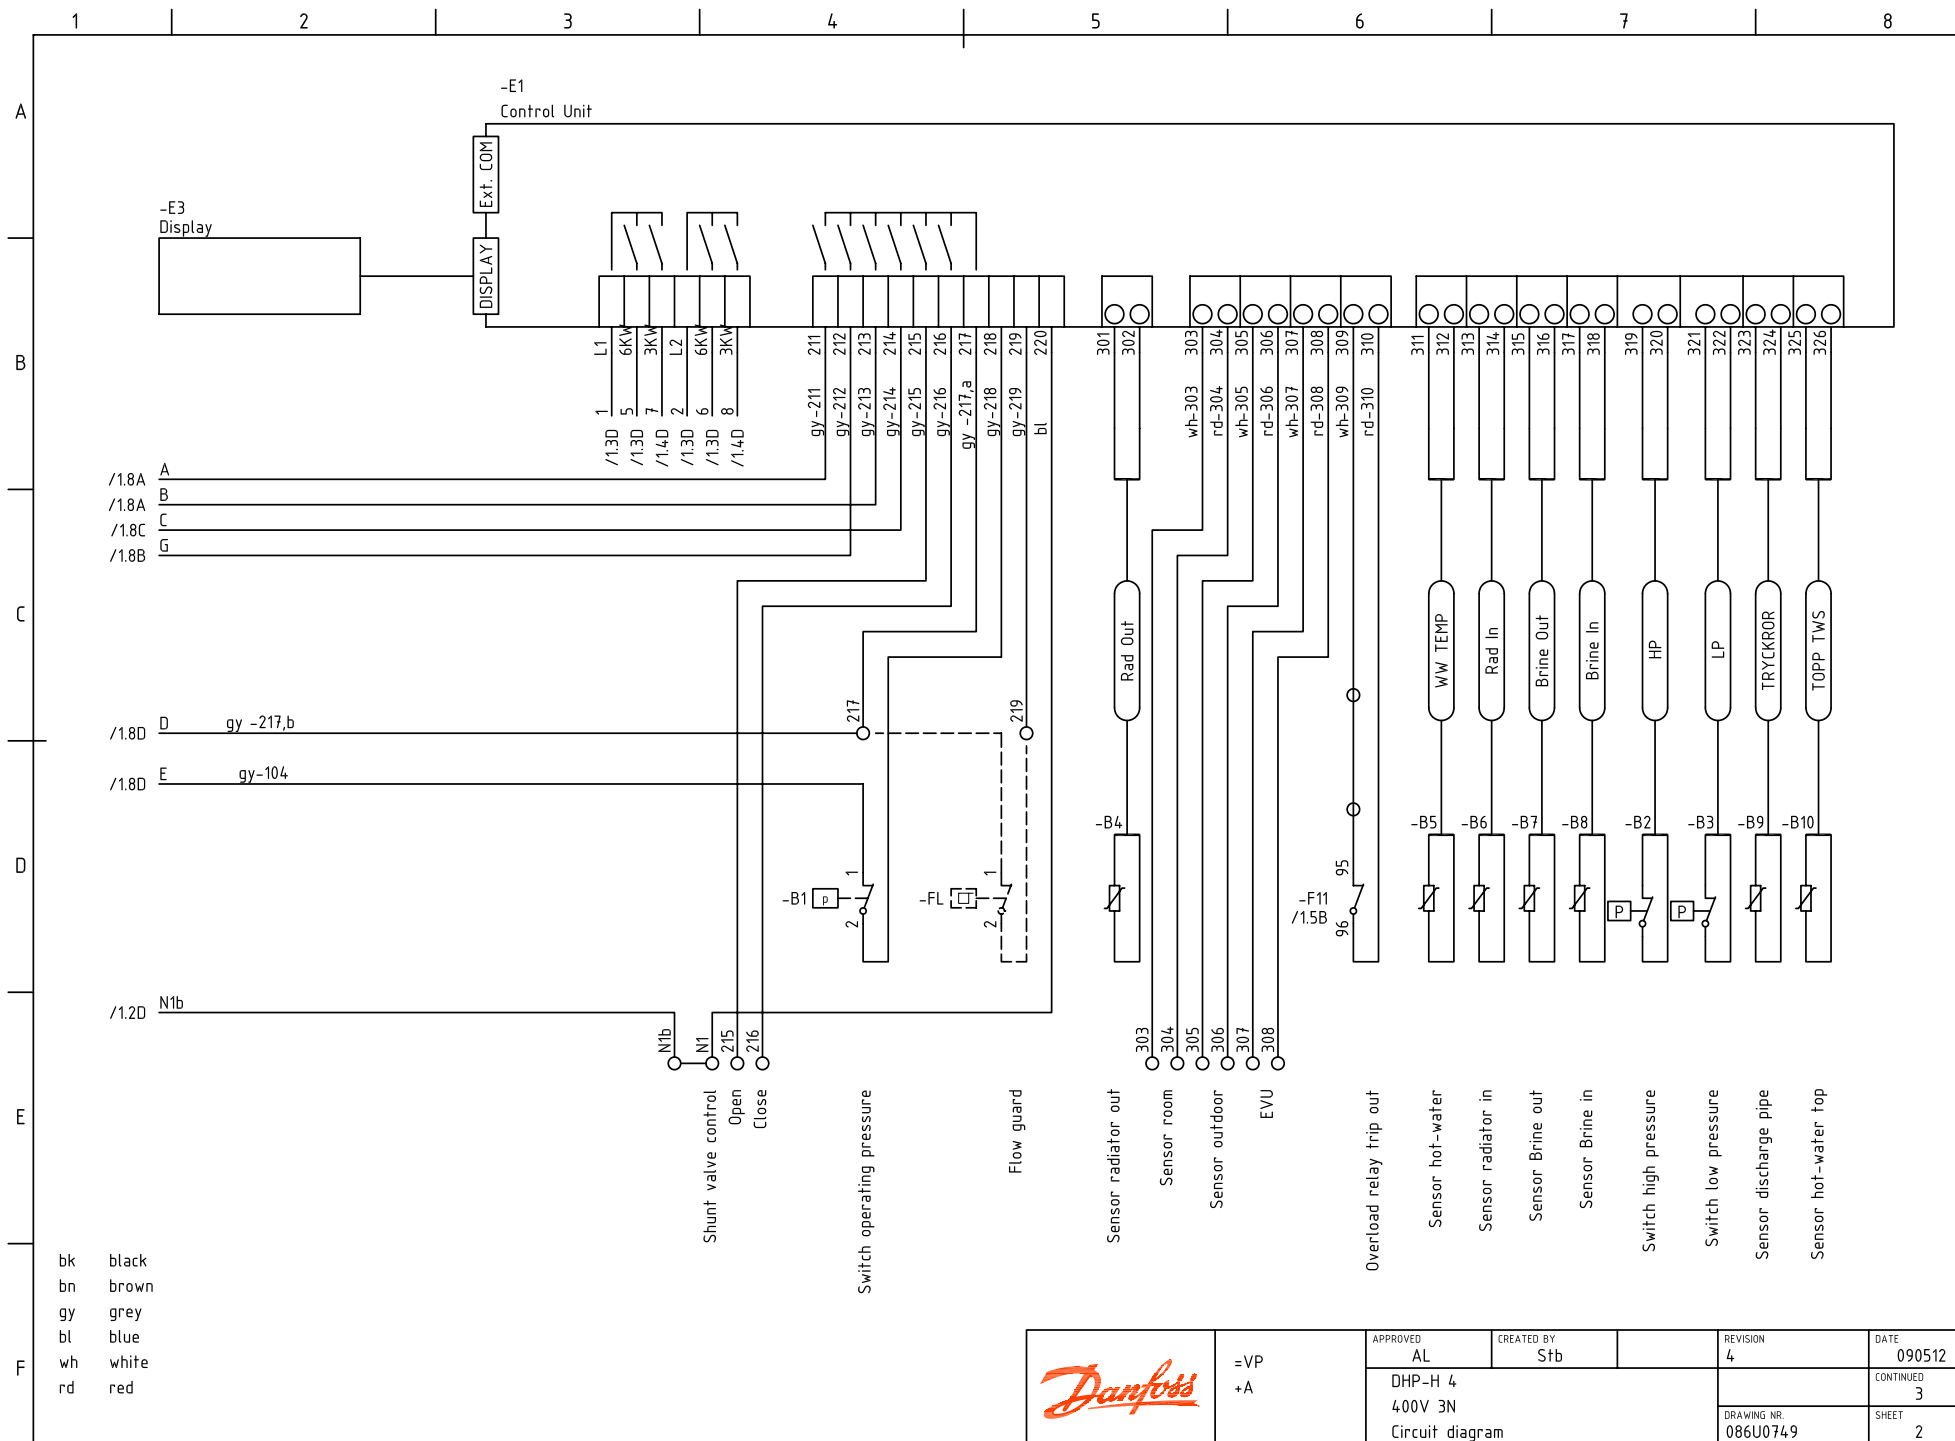 1 2 3 4 5 6 7 8
A
B
C
D
E
F
-E1
Control Unit
Ext. COM
DISPLAY
-E3
Display
L1 6KW 3KW L2 6KW 3KW
1 5 7 2 6 8
/1.3D /1.3D /1.4D /1.3D /1.3D /1.4D
211 212 213 214 215 216 217 218 219 220
gy-211 gy-212 gy-213 gy-214 gy-215 gy-216 gy -217,a gy-218 gy-219 bl
301 302
303 304 305 306 307 308 309 310
wh-303 rd-304 wh-305 rd-306 wh-307 rd-308 wh-309 rd-310
311 312 313 314 315 316 317 318 319 320 321 322 323 324 325 326
/1.8A A
/1.8A B
/1.8C C
/1.8B G
Rad Out
WW TEMP
Rad In
Brine Out
Brine In
HP
LP
TRYCKROR
TOPP TWS
/1.8D D gy -217,b
217
219
/1.8D E gy-104
-B1 p 1 2
-FL 1 2
-B4
-F11
/1.5B
95
96
-B5 -B6 -B7 -B8 -B2 -B3 -B9 -B10
P
P
/1.2D N1b
N1b N1 215 216
303 304 305 306 307 308
Shunt valve control
Open
Close
Switch operating pressure
Flow guard
Sensor radiator out
Sensor room
Sensor outdoor
EVU
Overload relay trip out
Sensor hot-water
Sensor radiator in
Sensor Brine out
Sensor Brine in
Switch high pressure
Switch low pressure
Sensor discharge pipe
Sensor hot-water top
bk black
bn brown
gy grey
bl blue
wh white
rd red
Danfoss
=VP
+A
APPROVED
AL
CREATED BY
Stb
REVISION
4
DATE
090512
DHP-H 4
400V 3N
Circuit diagram
CONTINUED
3
DRAWING NR.
086U0749
SHEET
2